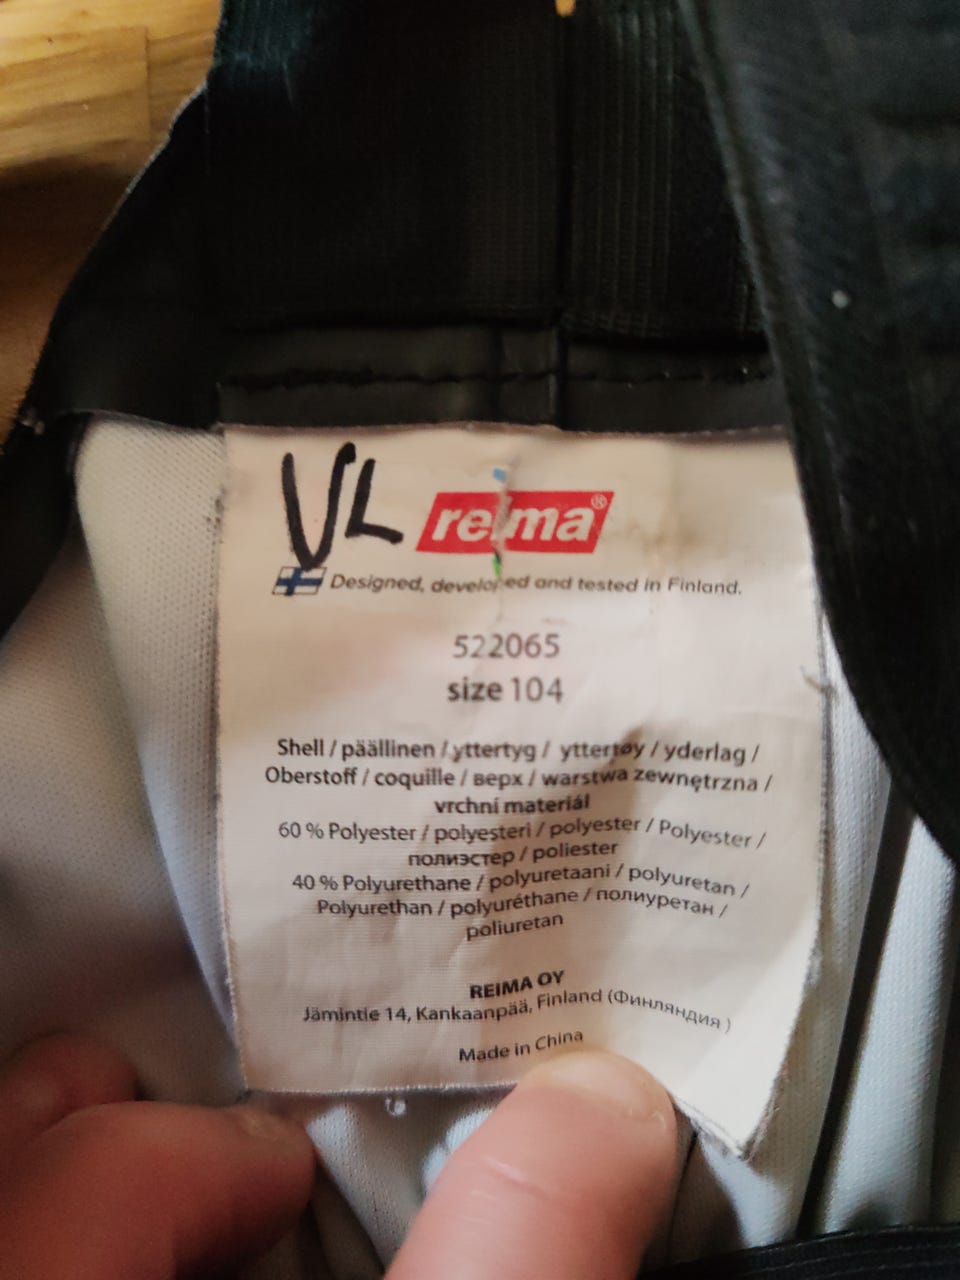 VL
reima®
Designed, developed and tested in Finland.
522065
size 104
Shell / päällinen / yttertyg / yttertøy / yderlag /
Oberstoff / coquille / верх / warstwa zewnętrzna /
vrchní materiál
60 % Polyester / polyesteri / polyester / Polyester /
полиэстер / poliester
40 % Polyurethane / polyuretaani / polyuretan /
Polyurethan / polyuréthane / полиуретан /
poliuretan
REIMA OY
Jämintie 14, Kankaanpää, Finland (Финляндия )
Made in China